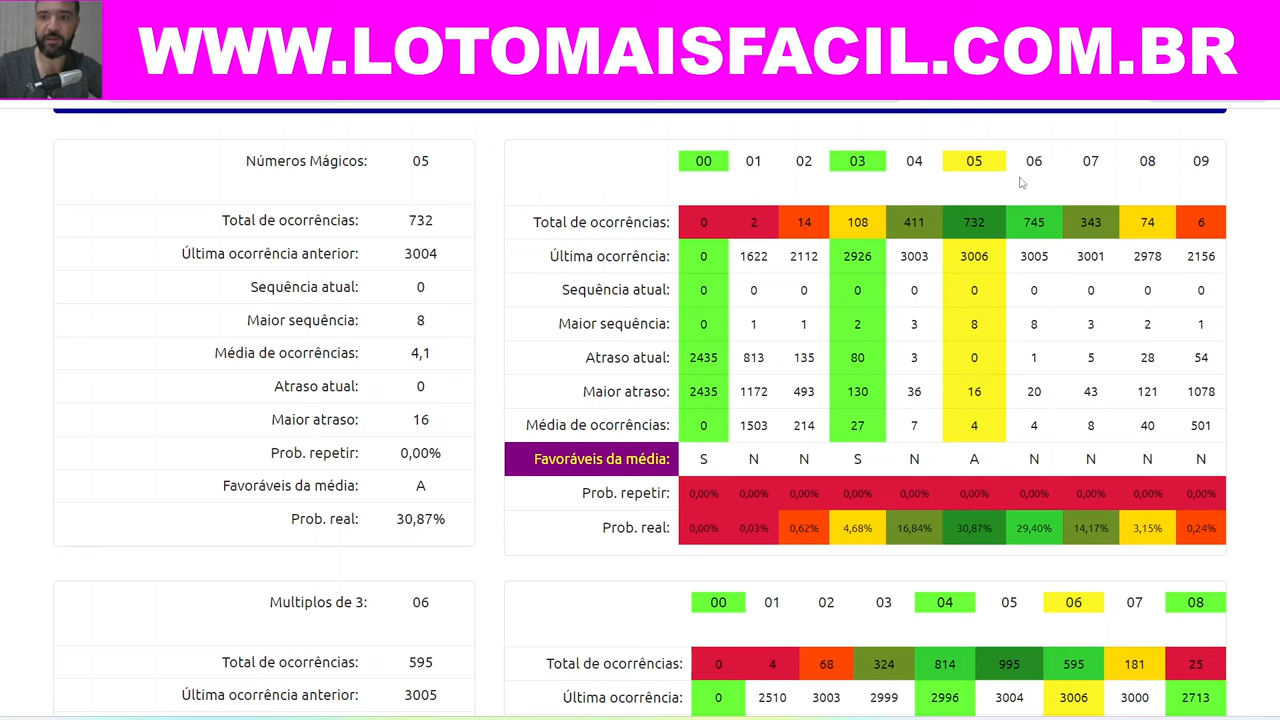 WWW.LOTOMAISFACIL.COM.BR
Números Mágicos: 05
Total de ocorrências: 732
Última ocorrência anterior: 3004
Sequência atual: 0
Maior sequência: 8
Média de ocorrências: 4,1
Atraso atual: 0
Maior atraso: 16
Prob. repetir: 0,00%
Favoráveis da média: A
Prob. real: 30,87%
00 01 02 03 04 05 06 07 08 09
Total de ocorrências: 0 2 14 108 411 732 745 343 74 6
Última ocorrência: 0 1622 2112 2926 3003 3006 3005 3001 2978 2156
Sequência atual: 0 0 0 0 0 0 0 0 0 0
Maior sequência: 0 1 1 2 3 8 8 3 2 1
Atraso atual: 2435 813 135 80 3 0 1 5 28 54
Maior atraso: 2435 1172 493 130 36 16 20 43 121 1078
Média de ocorrências: 0 1503 214 27 7 4 4 8 40 501
Favoráveis da média: S N N S N A N N N N
Prob. repetir: 0,00% 0,00% 0,00% 0,00% 0,00% 0,00% 0,00% 0,00% 0,00% 0,00%
Prob. real: 0,00% 0,03% 0,62% 4,68% 16,84% 30,87% 29,40% 14,17% 3,15% 0,24%
Multiplos de 3: 06
Total de ocorrências: 595
Última ocorrência anterior: 3005
00 01 02 03 04 05 06 07 08
Total de ocorrências: 0 4 68 324 814 995 595 181 25
Última ocorrência: 0 2510 3003 2999 2996 3004 3006 3000 2713